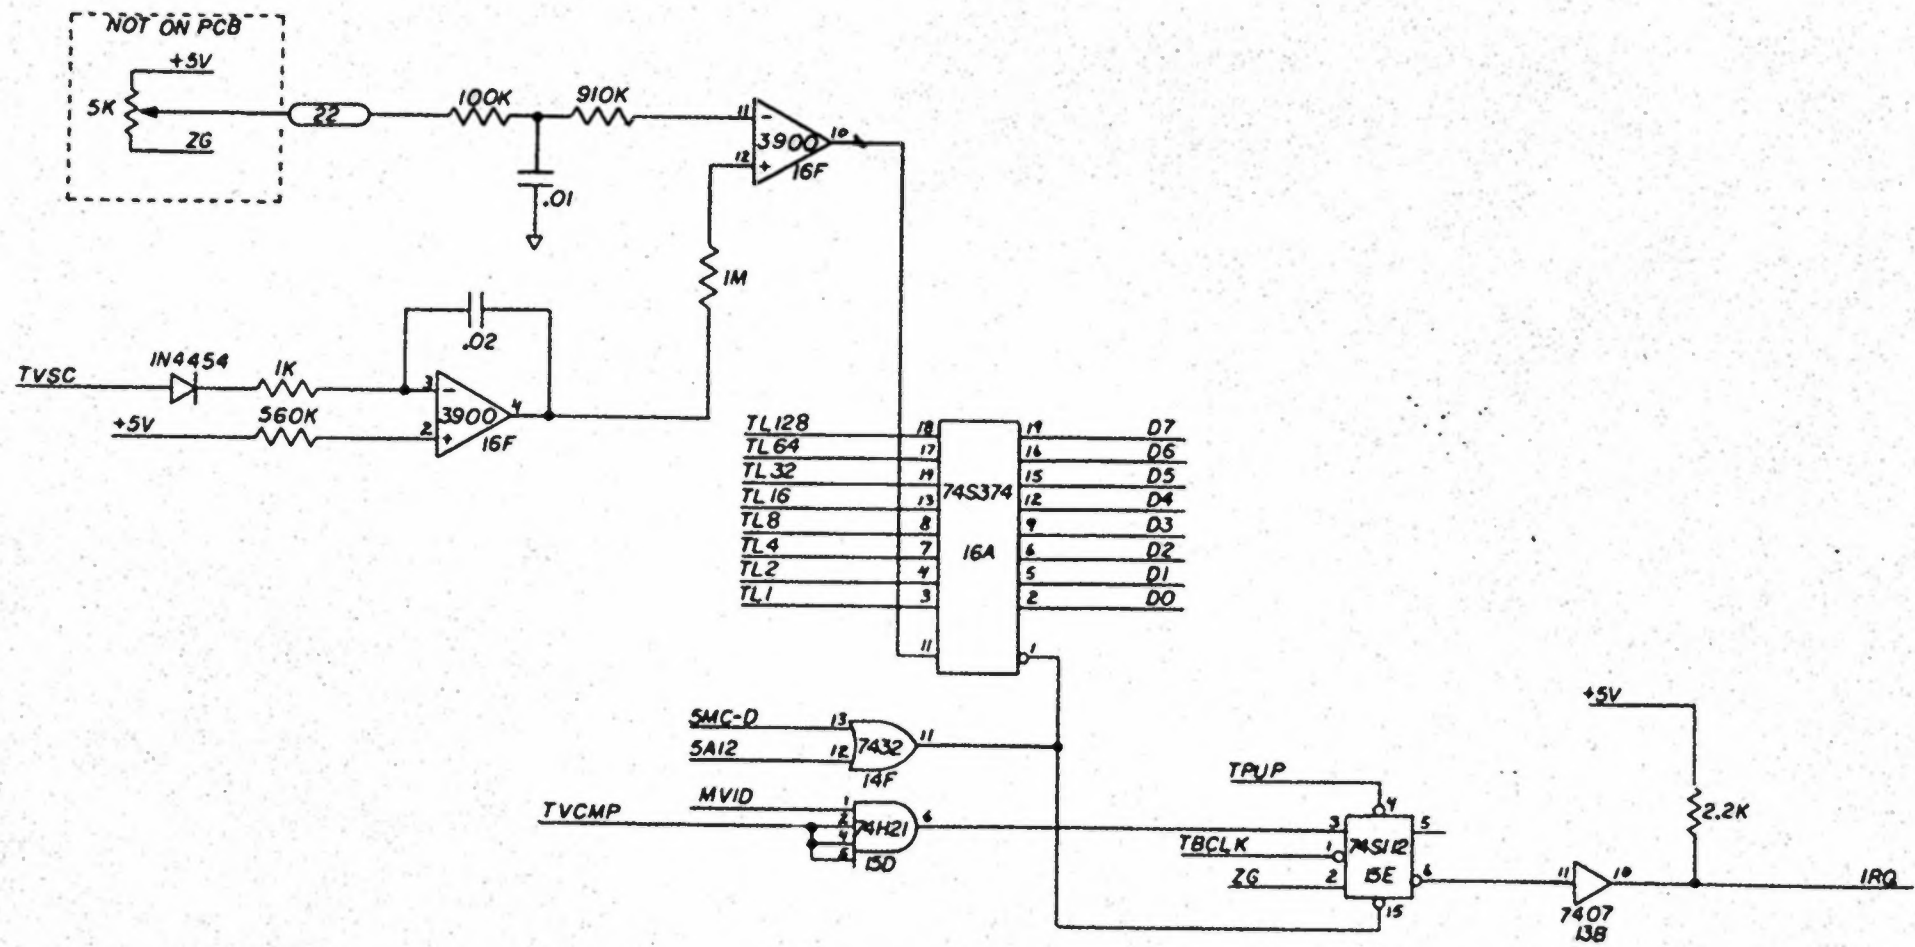 NOT ON PCB
+5V
5K
ZG
22
100K
910K
.01
11
-
3900
10
12
+
16F
1M
.02
TVSC
1N4454
1K
3
-
3900
4
+5V
560K
2
+
16F
TL128
18
19
D7
TL64
17
16
D6
TL32
14
15
D5
74S374
TL16
13
12
D4
TL8
8
9
D3
TL4
7
16A
6
D2
TL2
4
5
D1
TL1
3
2
D0
11
1
5MC-D
13
7432
11
5A12
12
14F
MVID
1
TVCMP
2
74H21
6
4
5
15D
+5V
TPUP
4
2.2K
3
74S112
5
TBCLK
1
15E
6
ZG
2
15
11
10
IRQ
7407
13B